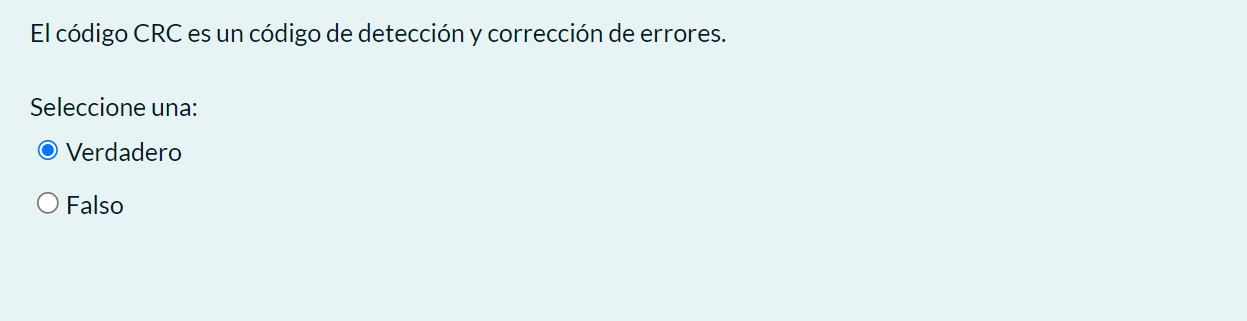 El código CRC es un código de detección y corrección de errores.
Seleccione una:
Verdadero
Falso